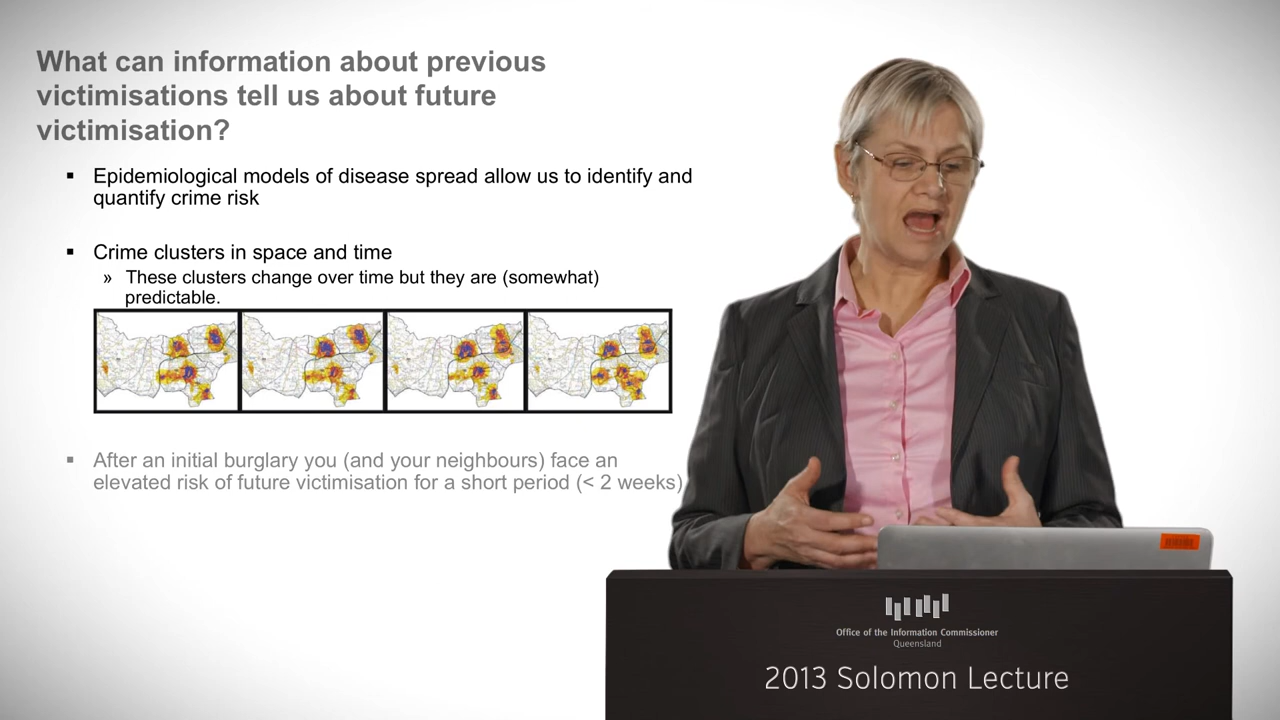 What can information about previous
victimisations tell us about future
victimisation?
▪ Epidemiological models of disease spread allow us to identify and
quantify crime risk
▪ Crime clusters in space and time
» These clusters change over time but they are (somewhat)
predictable.
▪ After an initial burglary you (and your neighbours) face an
elevated risk of future victimisation for a short period (< 2 weeks)
Office of the Information Commissioner
Queensland
2013 Solomon Lecture